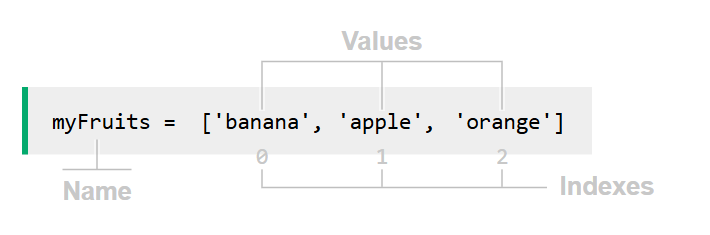 Values
myFruits = ['banana', 'apple', 'orange']
0 1 2
Name
Indexes